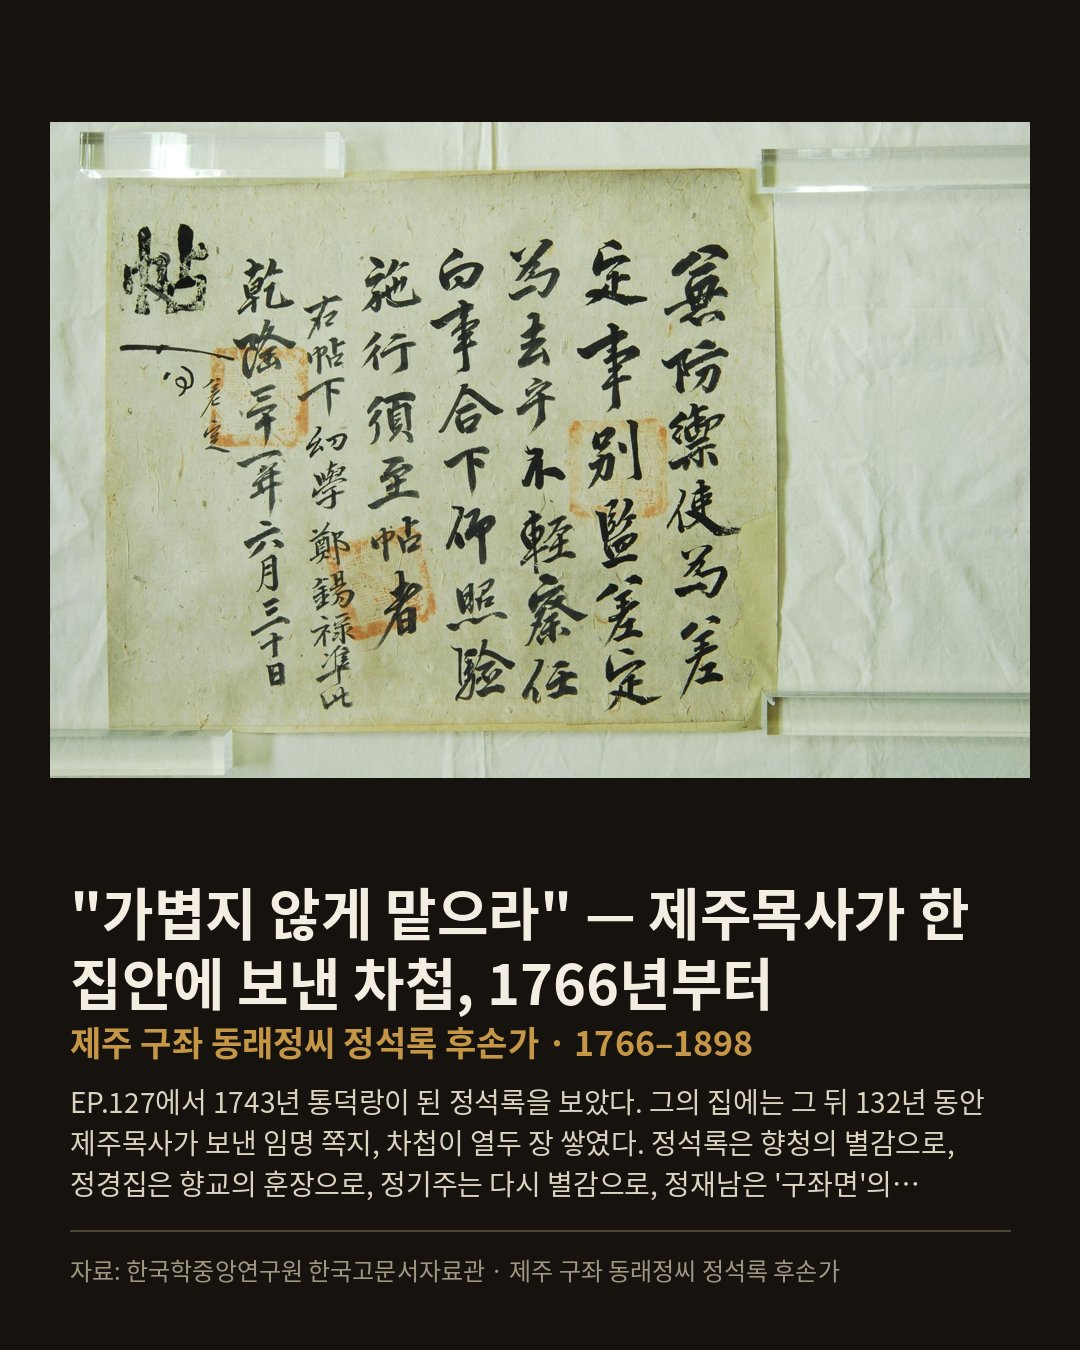 兼防禦使爲差
定事別監差定
爲去乎不輕察任
向事合下仰照驗
施行須至帖者
右帖下幼學鄭錫祿準此
乾隆三十一年六月三十日
差定
帖
"가볍지 않게 맡으라" — 제주목사가 한
집안에 보낸 차첩, 1766년부터
제주 구좌 동래정씨 정석록 후손가 · 1766–1898
EP.127에서 1743년 통덕랑이 된 정석록을 보았다. 그의 집에는 그 뒤 132년 동안
제주목사가 보낸 임명 쪽지, 차첩이 열두 장 쌓였다. 정석록은 향청의 별감으로,
정경집은 향교의 훈장으로, 정기주는 다시 별감으로, 정재남은 '구좌면'의…
자료: 한국학중앙연구원 한국고문서자료관 · 제주 구좌 동래정씨 정석록 후손가